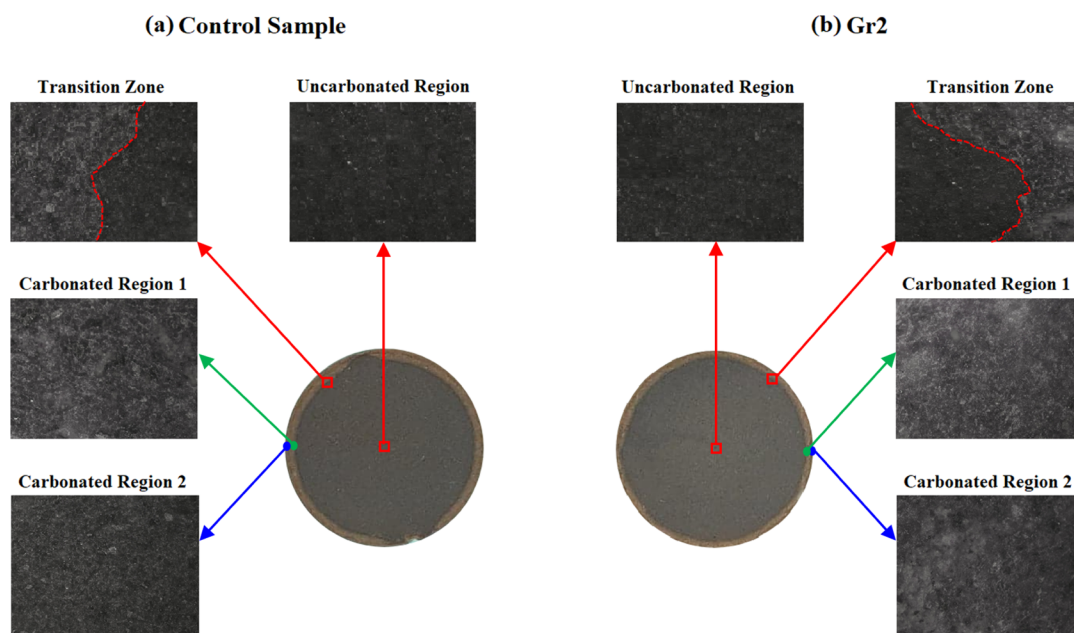 (a) Control Sample
(b) Gr2
Transition Zone
Uncarbonated Region
Uncarbonated Region
Transition Zone
Carbonated Region 1
Carbonated Region 1
Carbonated Region 2
Carbonated Region 2